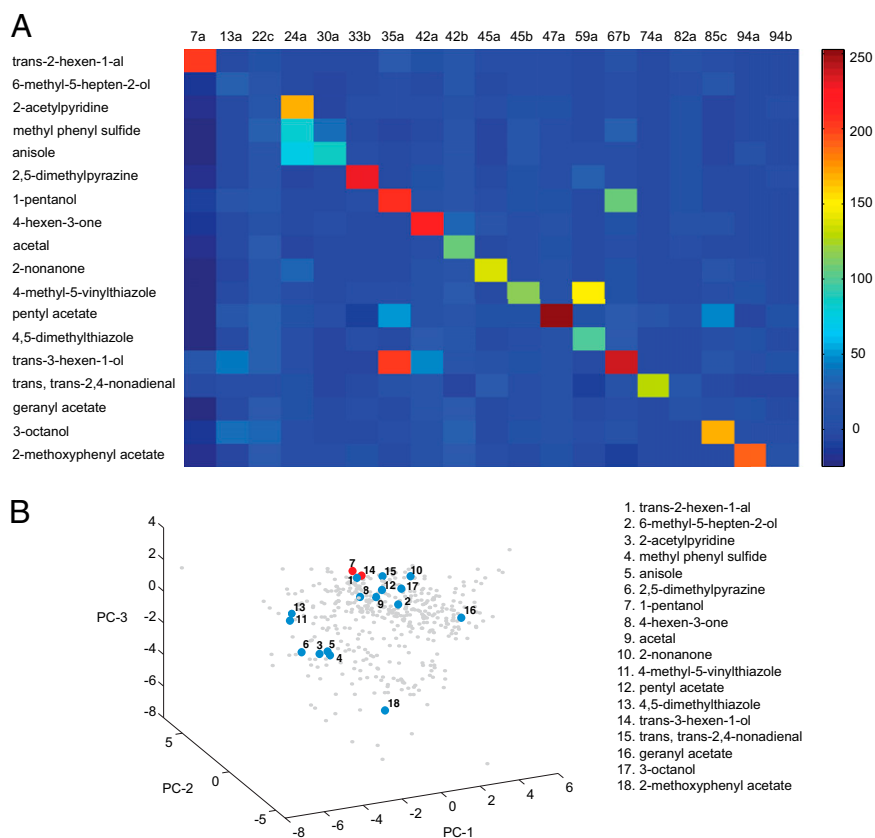 A
7a 13a 22c 24a 30a 33b 35a 42a 42b 45a 45b 47a 59a 67b 74a 82a 85c 94a 94b
trans-2-hexen-1-al
6-methyl-5-hepten-2-ol
2-acetylpyridine
methyl phenyl sulfide
anisole
2,5-dimethylpyrazine
1-pentanol
4-hexen-3-one
acetal
2-nonanone
4-methyl-5-vinylthiazole
pentyl acetate
4,5-dimethylthiazole
trans-3-hexen-1-ol
trans, trans-2,4-nonadienal
geranyl acetate
3-octanol
2-methoxyphenyl acetate
250
200
150
100
50
0
B
4
2
0
-2
-4
-6
-8
PC-3
5
0
-5
PC-2
-8 -6 -4 -2 0 2 4 6
PC-1
7
14
15
10
1
12
17
8
9
2
16
13
11
6
3
5
4
18
1. trans-2-hexen-1-al
2. 6-methyl-5-hepten-2-ol
3. 2-acetylpyridine
4. methyl phenyl sulfide
5. anisole
6. 2,5-dimethylpyrazine
7. 1-pentanol
8. 4-hexen-3-one
9. acetal
10. 2-nonanone
11. 4-methyl-5-vinylthiazole
12. pentyl acetate
13. 4,5-dimethylthiazole
14. trans-3-hexen-1-ol
15. trans, trans-2,4-nonadienal
16. geranyl acetate
17. 3-octanol
18. 2-methoxyphenyl acetate